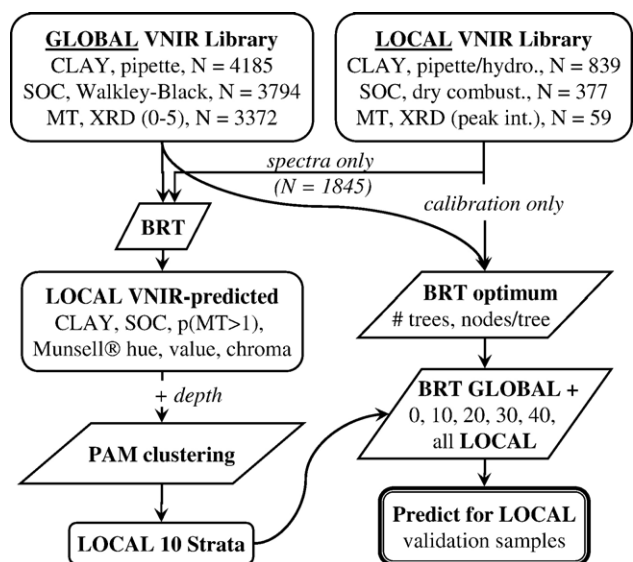 GLOBAL VNIR Library
CLAY, pipette, N = 4185
SOC, Walkley-Black, N = 3794
MT, XRD (0-5), N = 3372
LOCAL VNIR Library
CLAY, pipette/hydro., N = 839
SOC, dry combust., N = 377
MT, XRD (peak int.), N = 59
spectra only
(N = 1845)
calibration only
BRT
LOCAL VNIR-predicted
CLAY, SOC, p(MT>1),
Munsell® hue, value, chroma
BRT optimum
# trees, nodes/tree
+ depth
BRT GLOBAL +
0, 10, 20, 30, 40,
all LOCAL
PAM clustering
LOCAL 10 Strata
Predict for LOCAL
validation samples